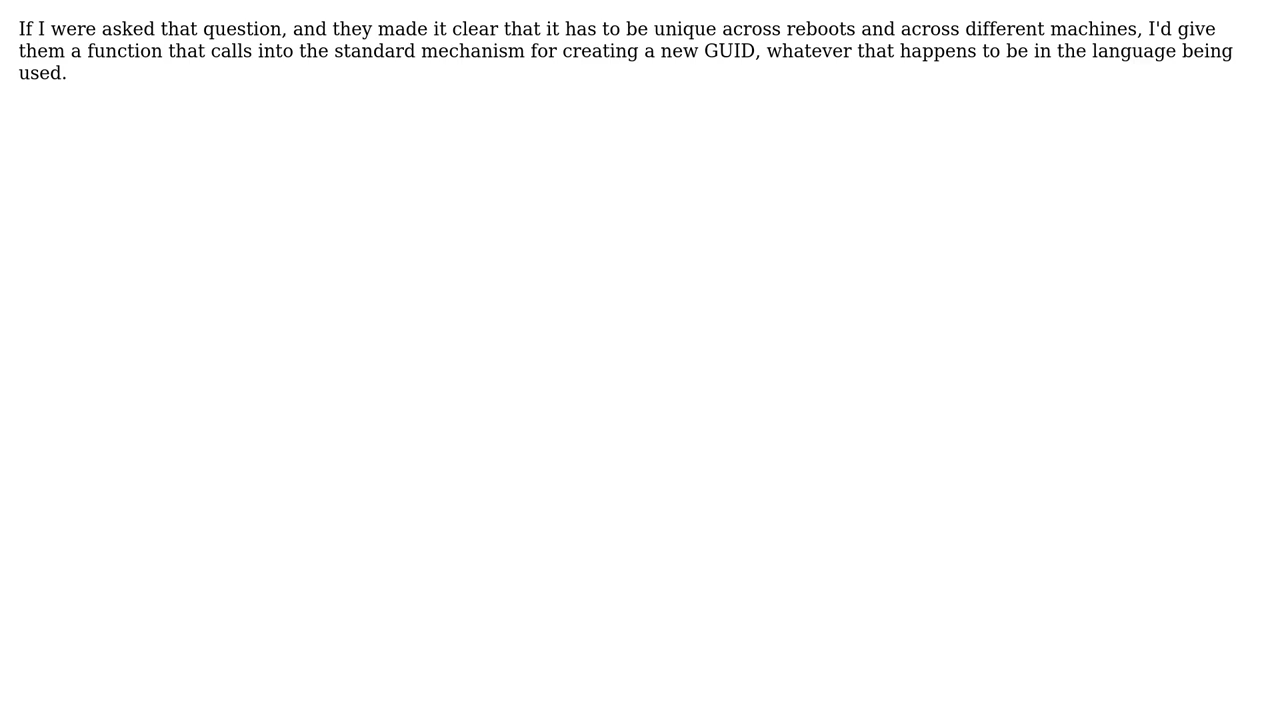 If I were asked that question, and they made it clear that it has to be unique across reboots and across different machines, I'd give
them a function that calls into the standard mechanism for creating a new GUID, whatever that happens to be in the language being
used.